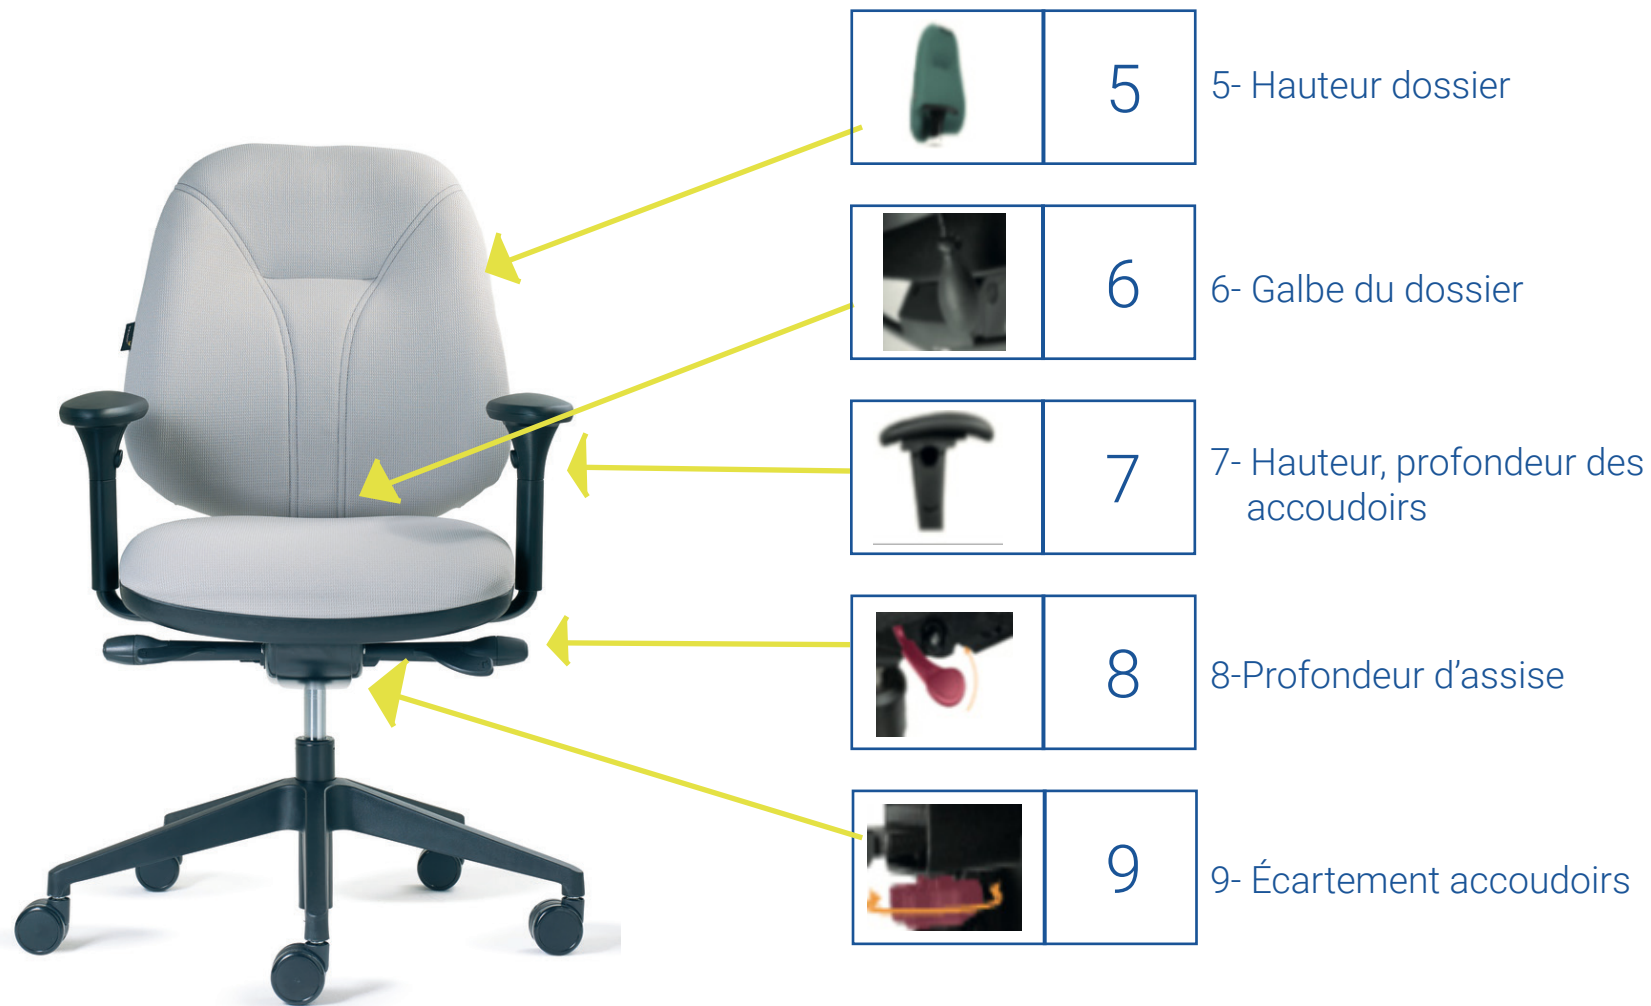 5
5- Hauteur dossier
6
6- Galbe du dossier
7
7- Hauteur, profondeur des
accoudoirs
8
8-Profondeur d’assise
9
9- Écartement accoudoirs